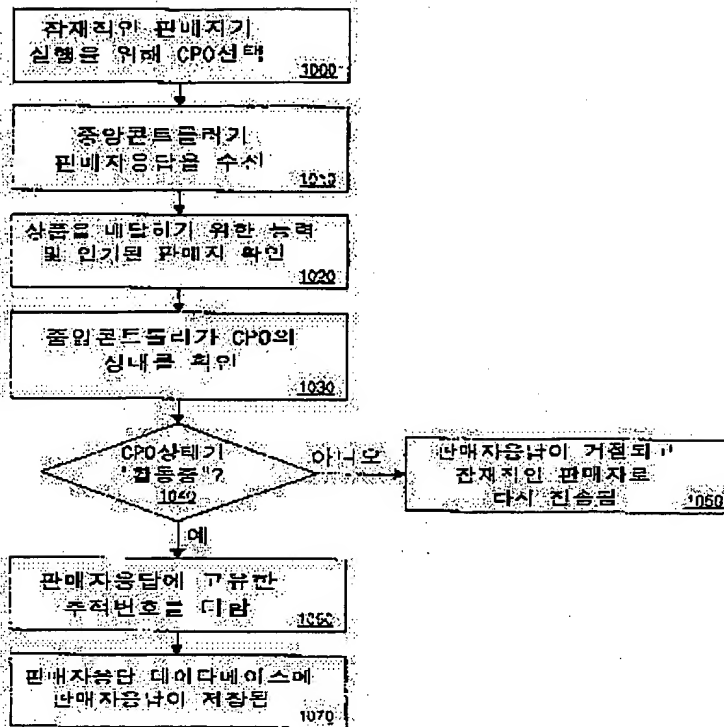 잠재적인 판매자가
실행을 위해 CPO선택
1000
중앙콘트롤러가
판매자응답을 수신
1010
상품을 배달하기 위한 능력
및 인가된 판매자 확인
1020
중앙콘트롤러가 CPO의
상태를 확인
1030
CPO상태가
"활동중"?
1040
아니오
판매자응답이 거절되고
잠재적인 판매자로
다시 전송됨
1050
예
판매자응답에 고유한
추적번호를 더함
1060
판매자응답 데이타베이스에
판매자응답이 저장됨
1070